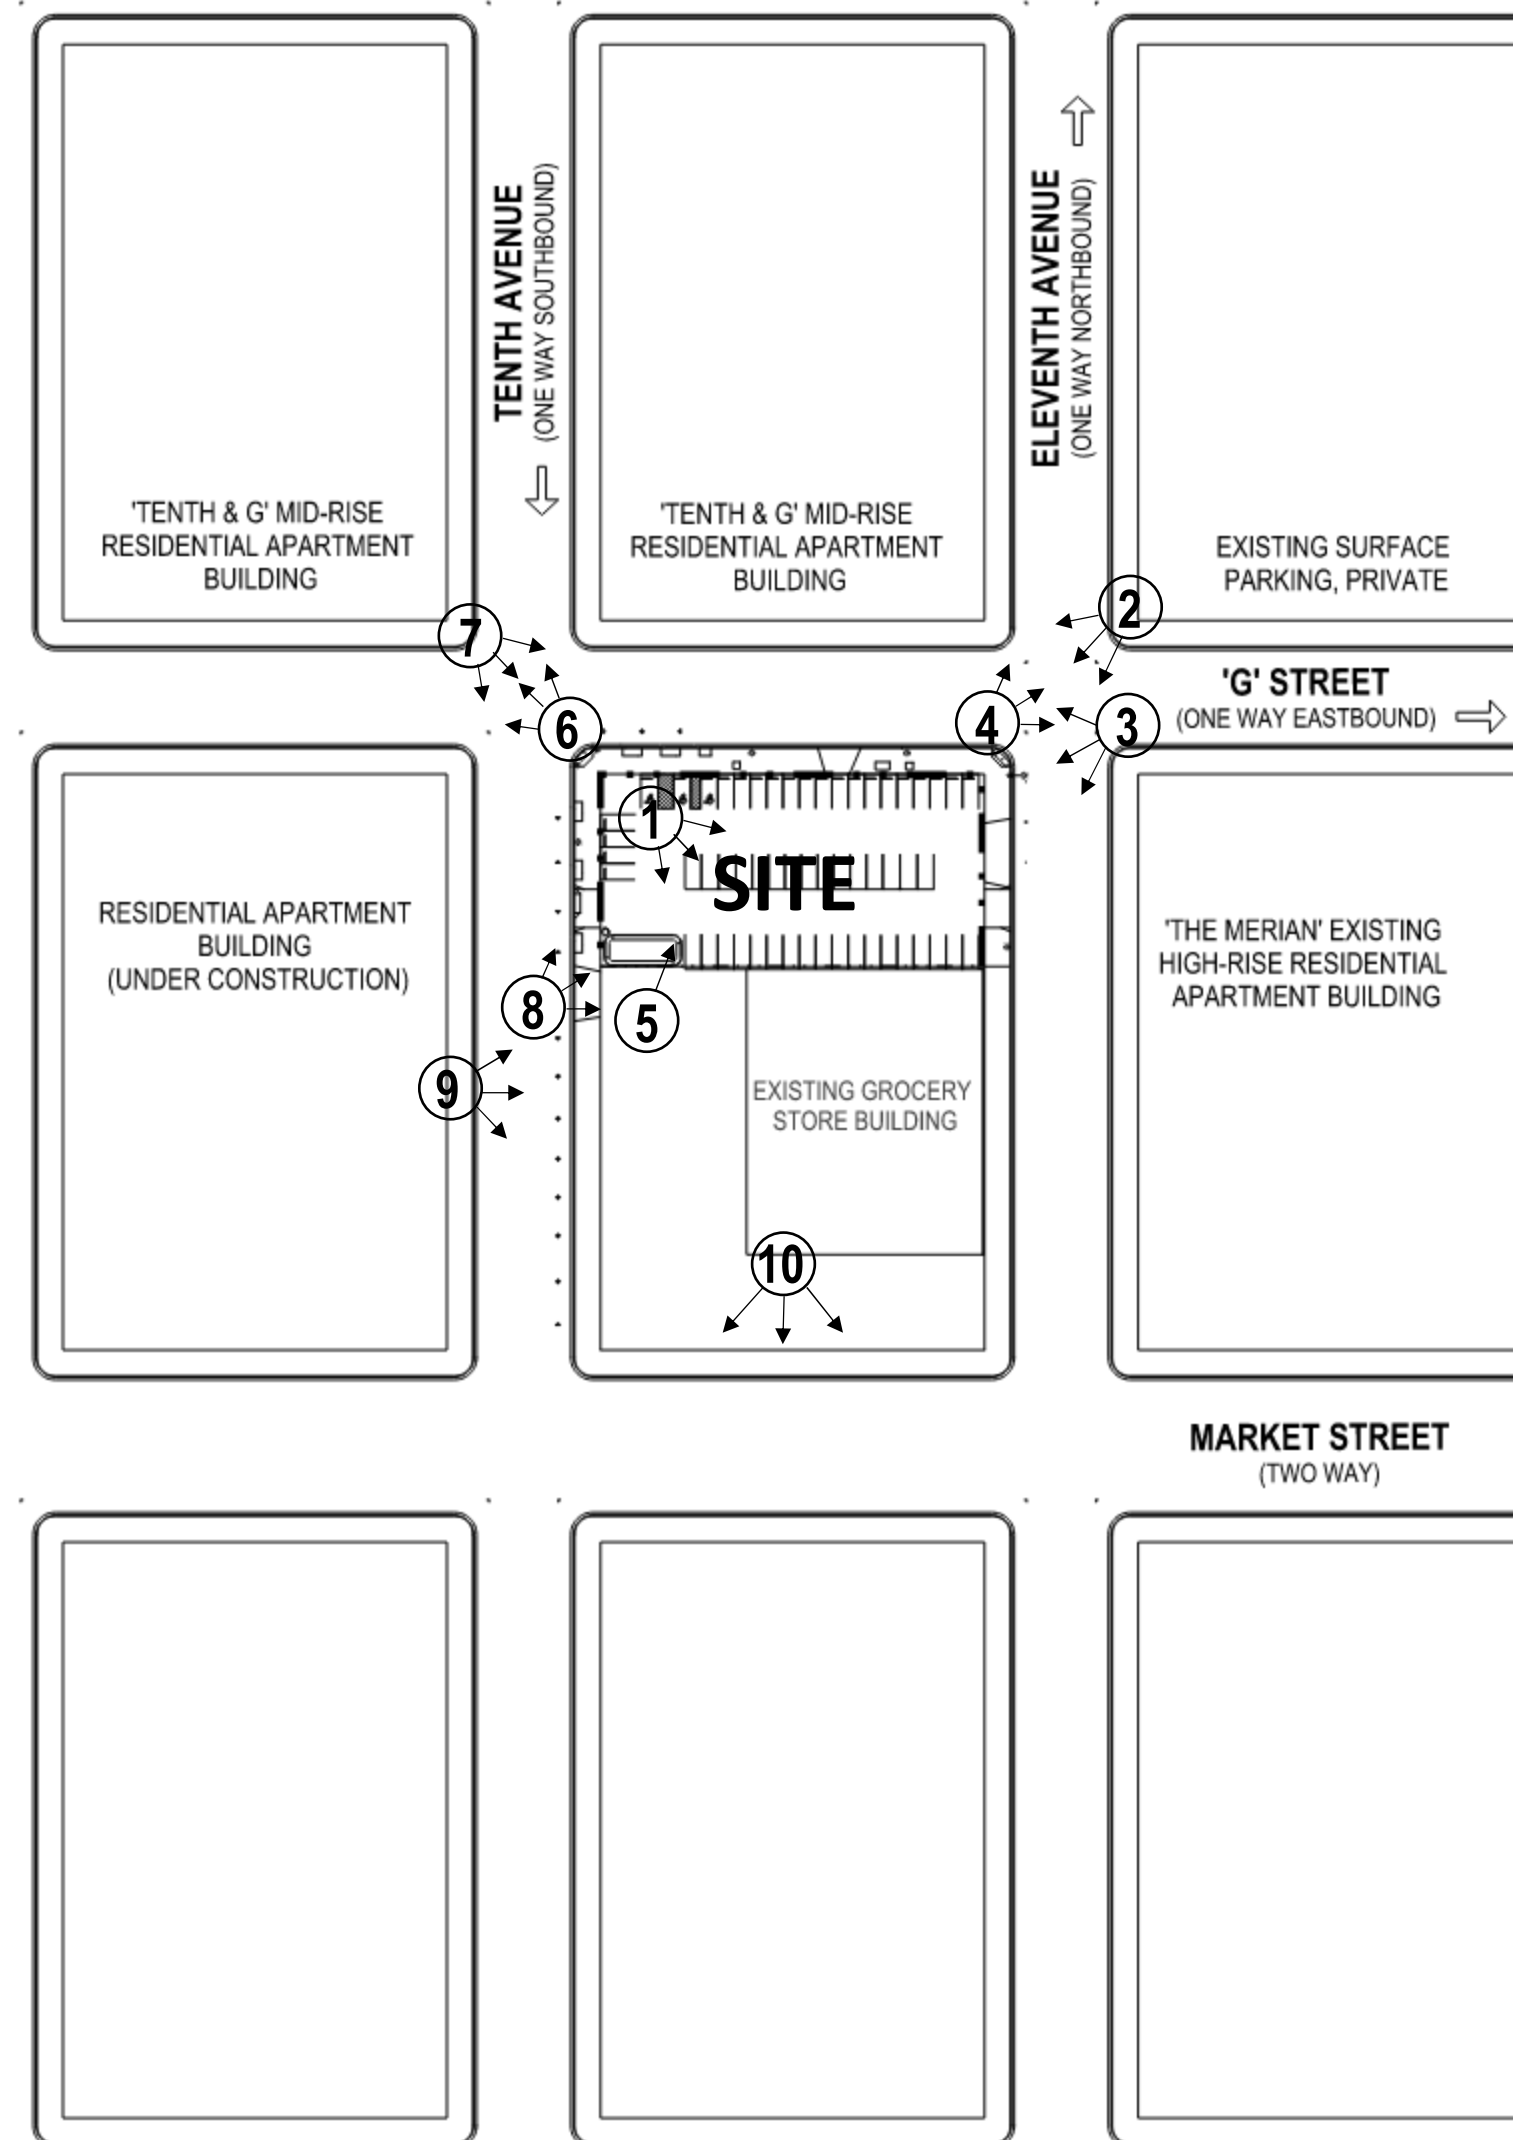 TENTH AVENUE
(ONE WAY SOUTHBOUND)
ELEVENTH AVENUE
(ONE WAY NORTHBOUND)
'TENTH & G' MID-RISE
RESIDENTIAL APARTMENT
BUILDING
'TENTH & G' MID-RISE
RESIDENTIAL APARTMENT
BUILDING
EXISTING SURFACE
PARKING, PRIVATE
2
7
'G' STREET
(ONE WAY EASTBOUND)
6
4
3
1
SITE
RESIDENTIAL APARTMENT
BUILDING
(UNDER CONSTRUCTION)
'THE MERIAN' EXISTING
HIGH-RISE RESIDENTIAL
APARTMENT BUILDING
8
5
9
EXISTING GROCERY
STORE BUILDING
10
MARKET STREET
(TWO WAY)